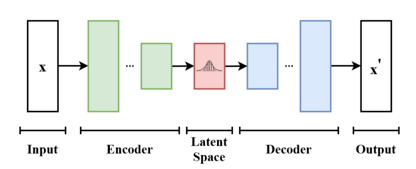 x
...
...
x'
Input
Encoder
Latent
Space
Decoder
Output